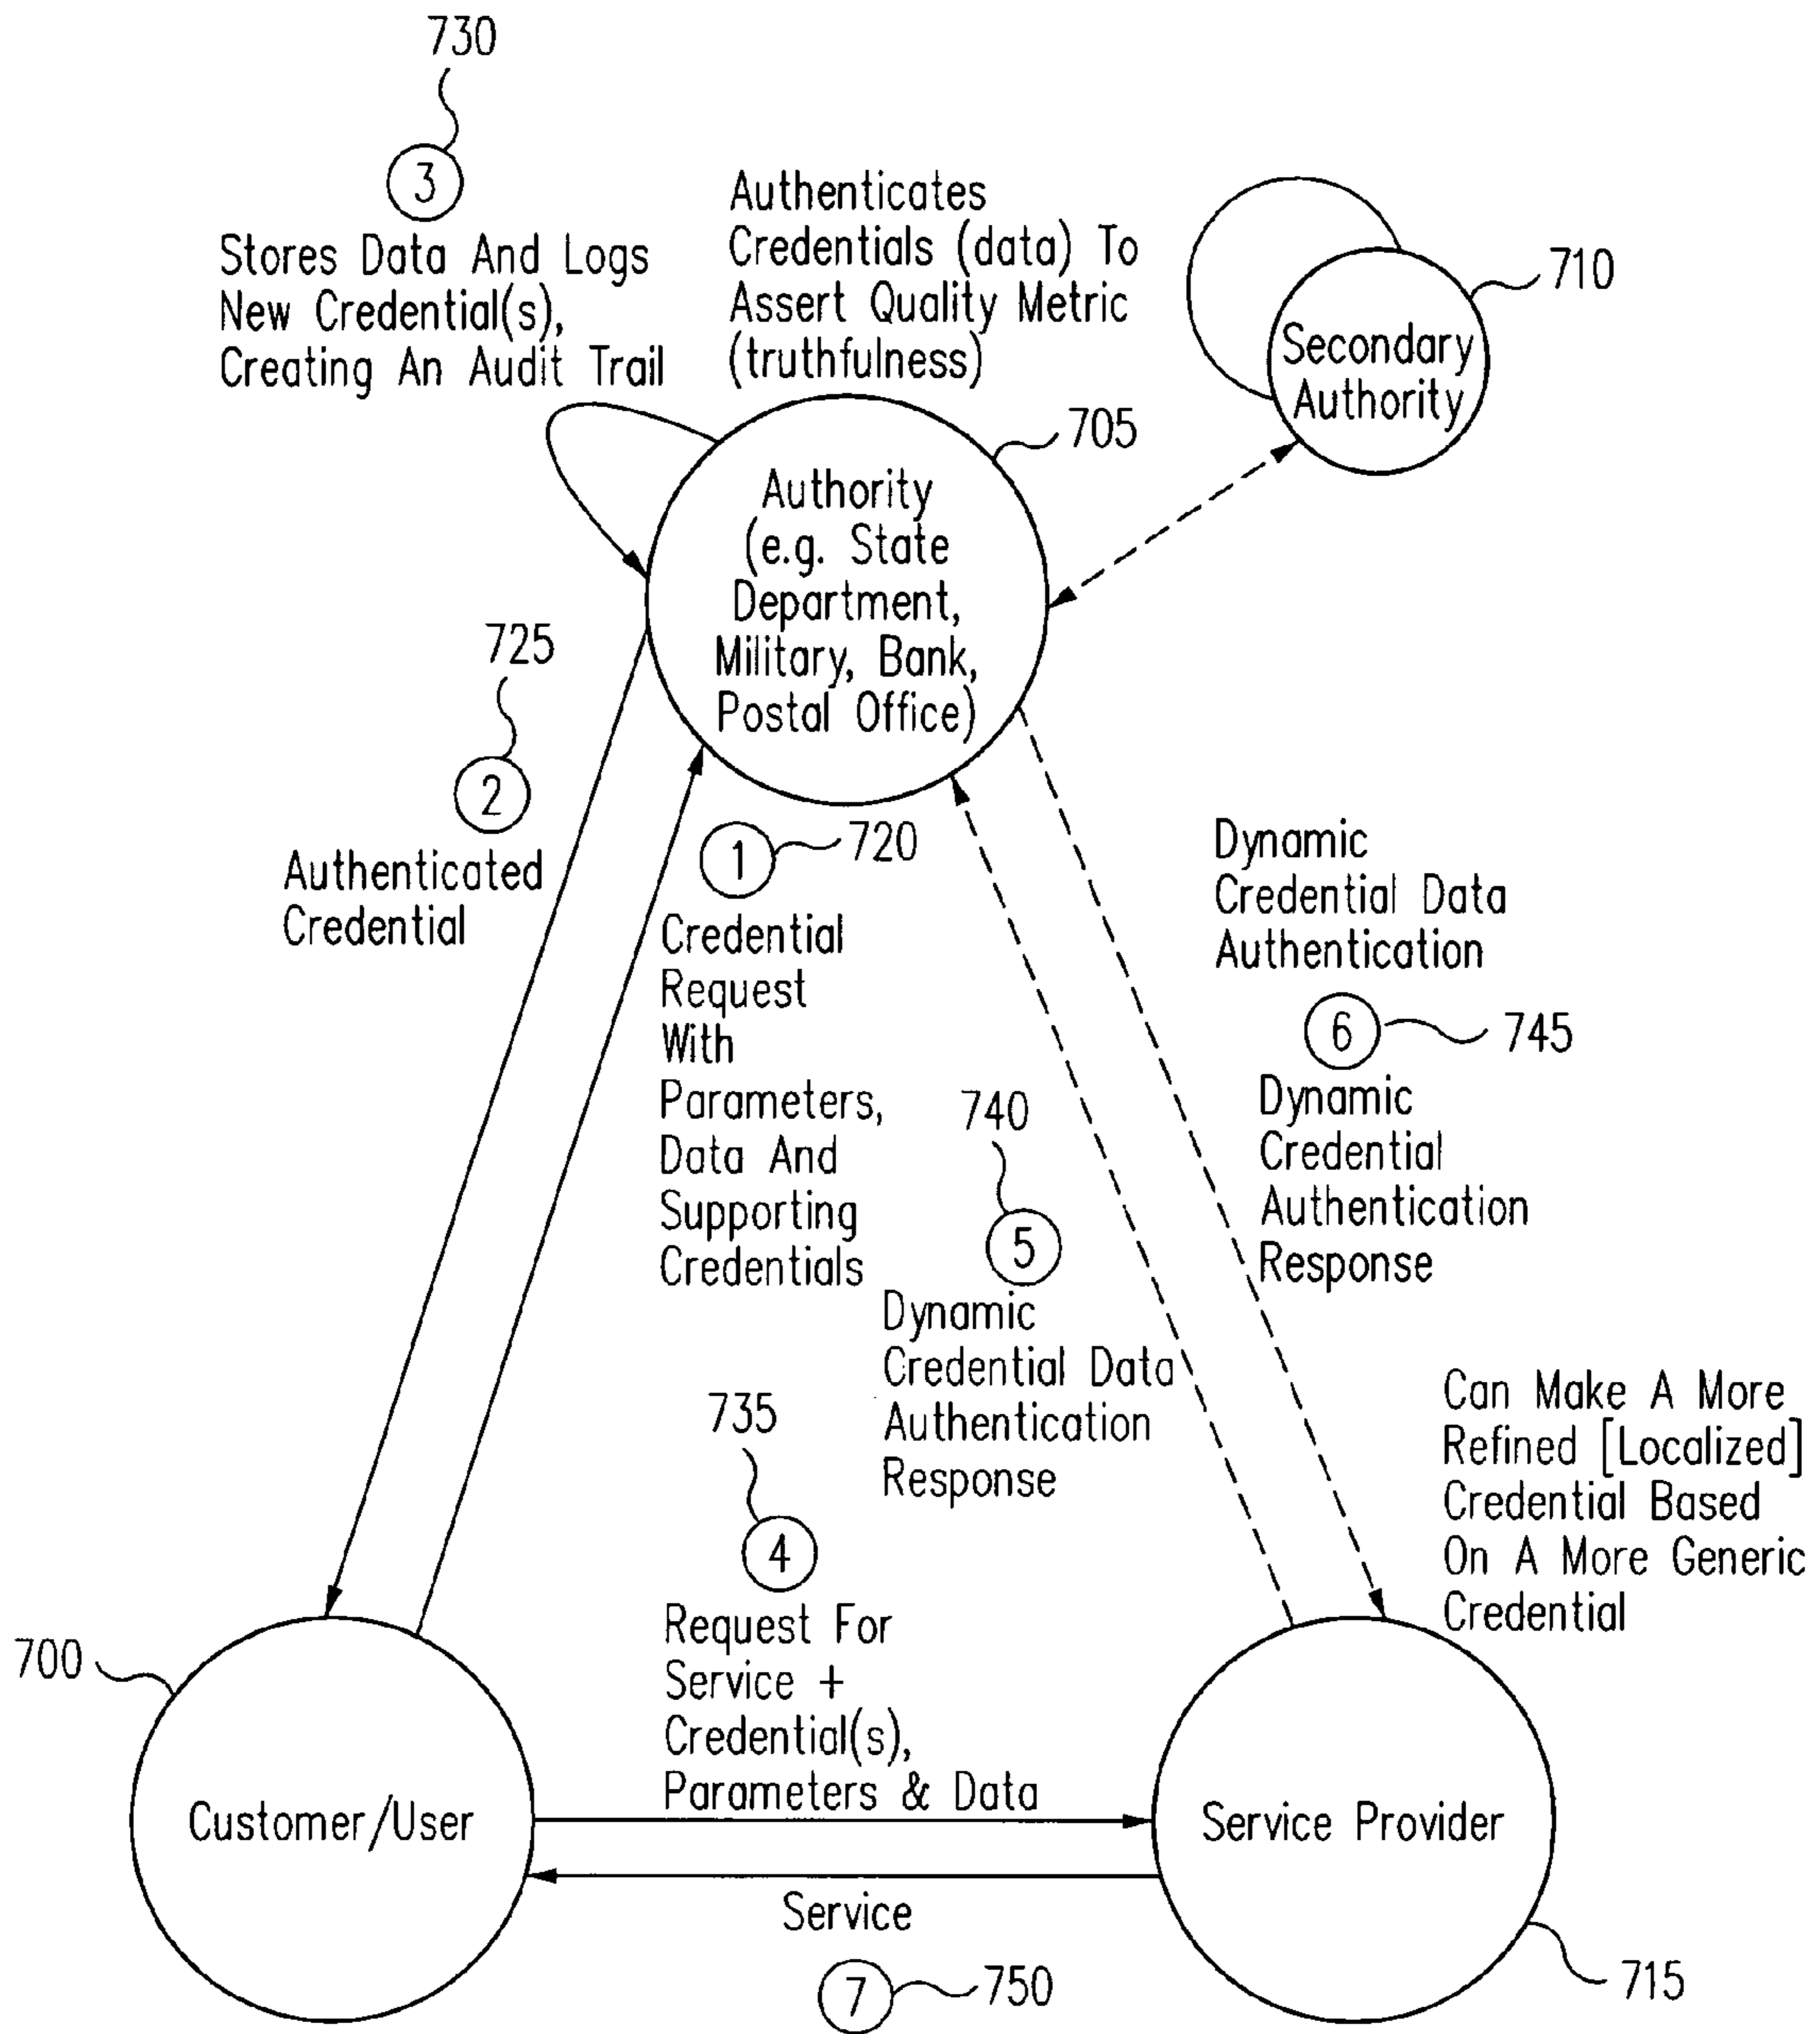 730
3
Stores Data And Logs
New Credential(s),
Creating An Audit Trail
Authenticates
Credentials (data) To
Assert Quality Metric
(truthfulness)
710
Secondary
Authority
705
Authority
(e.g. State
Department,
Military, Bank,
Postal Office)
725
2
Authenticated
Credential
1
720
Credential
Request
With
Parameters,
Data And
Supporting
Credentials
Dynamic
Credential Data
Authentication
6
745
Dynamic
Credential
Authentication
Response
740
5
Dynamic
Credential Data
Authentication
Response
Can Make A More
Refined [Localized]
Credential Based
On A More Generic
Credential
735
4
Request For
Service +
Credential(s),
Parameters & Data
700
Customer/User
Service Provider
Service
7
750
715